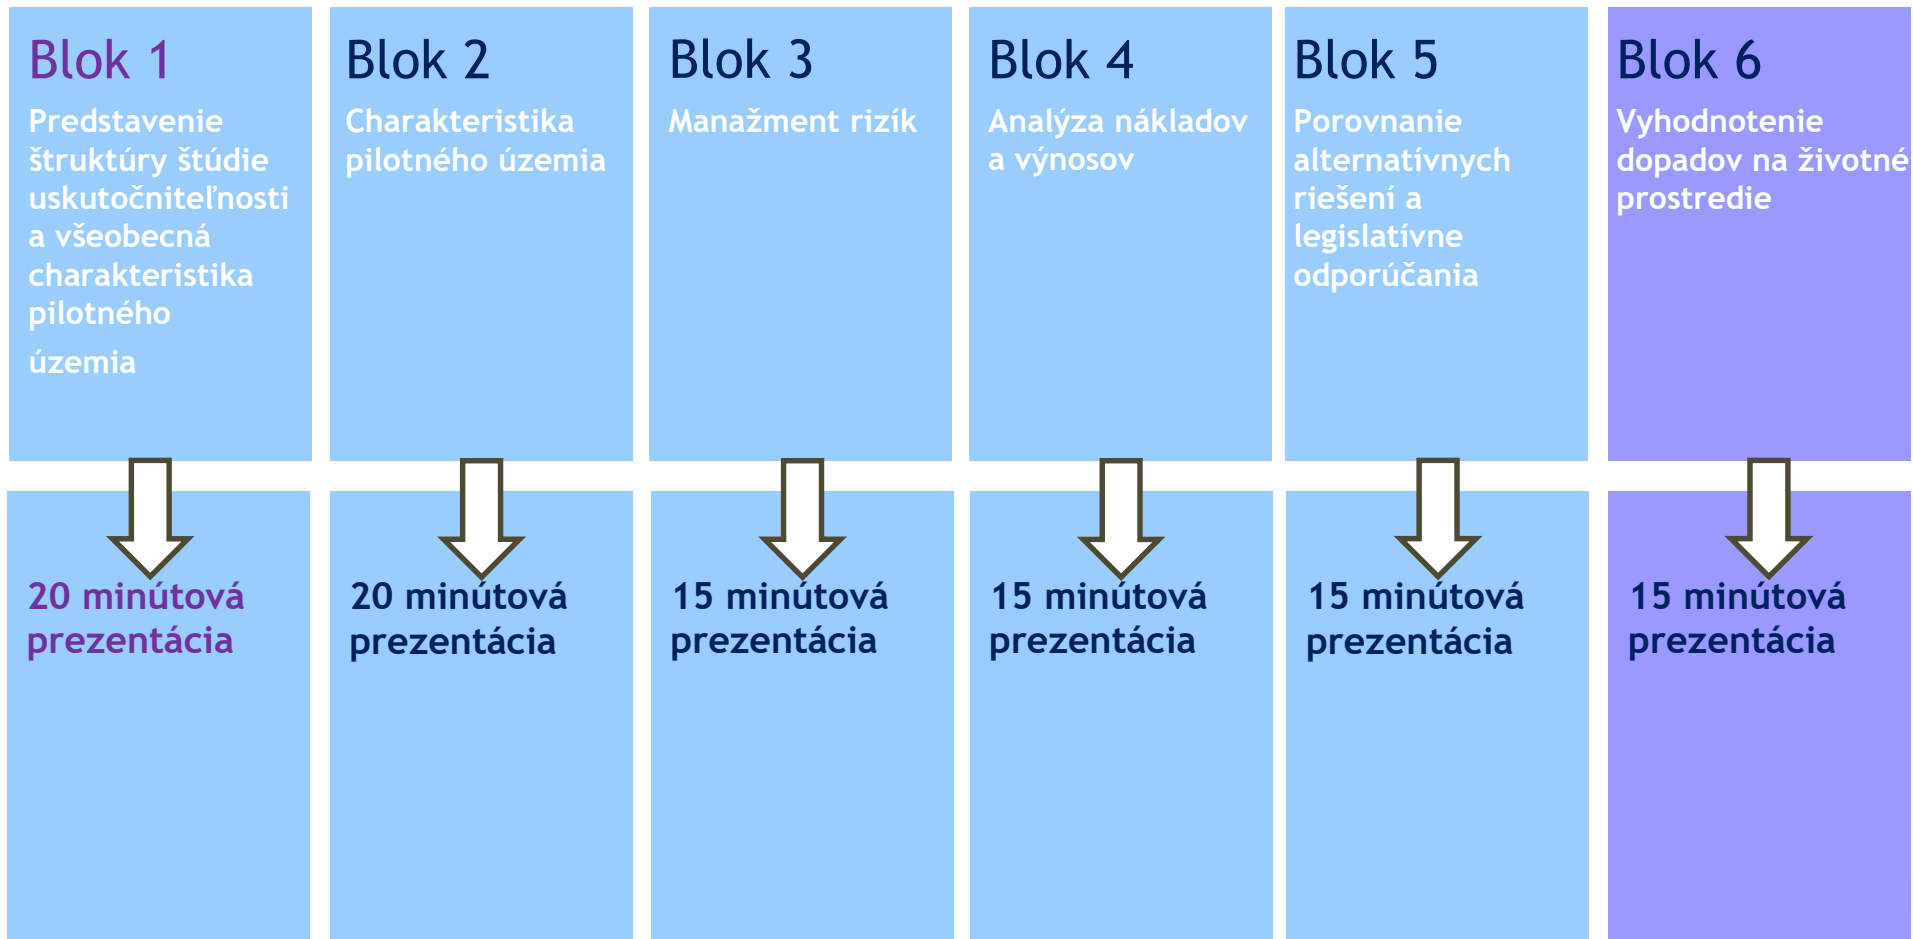 Blok 1
Predstavenie
štruktúry štúdie
uskutočniteľnosti
a všeobecná
charakteristika
pilotného
územia
Blok 2
Charakteristika
pilotného územia
Blok 3
Manažment rizík
Blok 4
Analýza nákladov
a výnosov
Blok 5
Porovnanie
alternatívnych
riešení a
legislatívne
odporúčania
Blok 6
Vyhodnotenie
dopadov na životné
prostredie
20 minútová
prezentácia
20 minútová
prezentácia
15 minútová
prezentácia
15 minútová
prezentácia
15 minútová
prezentácia
15 minútová
prezentácia